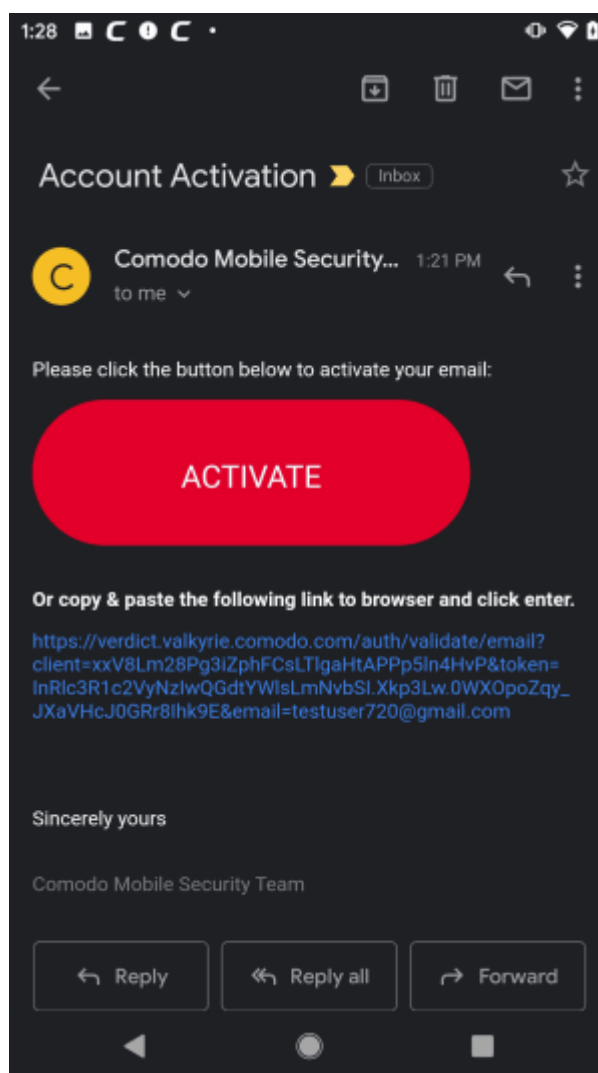 1:28
Account Activation Inbox
C
Comodo Mobile Security... 1:21 PM
to me
Please click the button below to activate your email:
ACTIVATE
Or copy & paste the following link to browser and click enter.
https://verdict.valkyrie.comodo.com/auth/validate/email?
client=xxV8Lm28Pg3iZphFCsLTlgaHtAPPp5ln4HvP&token=
InRlc3R1c2VyNzIwQGdtYWlsLmNvbSI.Xkp3Lw.0WXOpoZqy_
JXaVHcJ0GRr8Ihk9E&email=testuser720@gmail.com
Sincerely yours
Comodo Mobile Security Team
Reply Reply all Forward